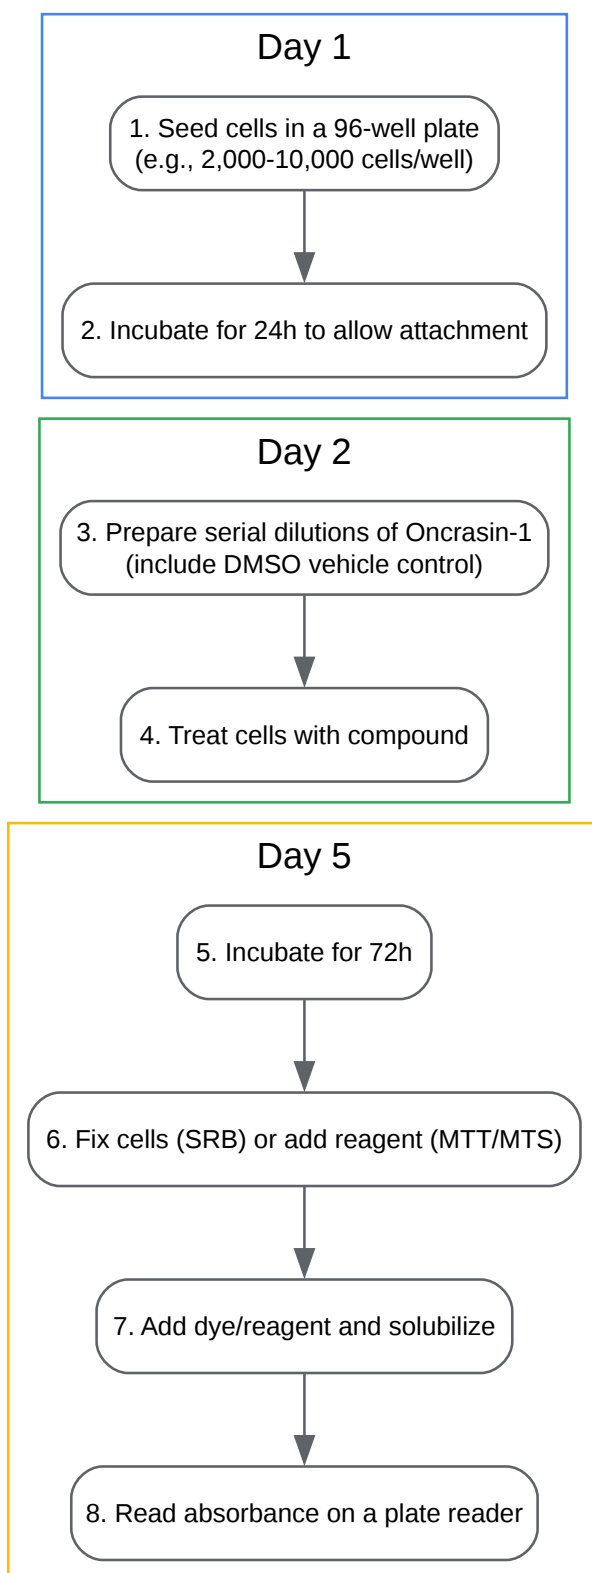 Day 1
1. Seed cells in a 96-well plate
(e.g., 2,000-10,000 cells/well)
2. Incubate for 24h to allow attachment
Day 2
3. Prepare serial dilutions of Oncrasin-1
(include DMSO vehicle control)
4. Treat cells with compound
Day 5
5. Incubate for 72h
6. Fix cells (SRB) or add reagent (MTT/MTS)
7. Add dye/reagent and solubilize
8. Read absorbance on a plate reader